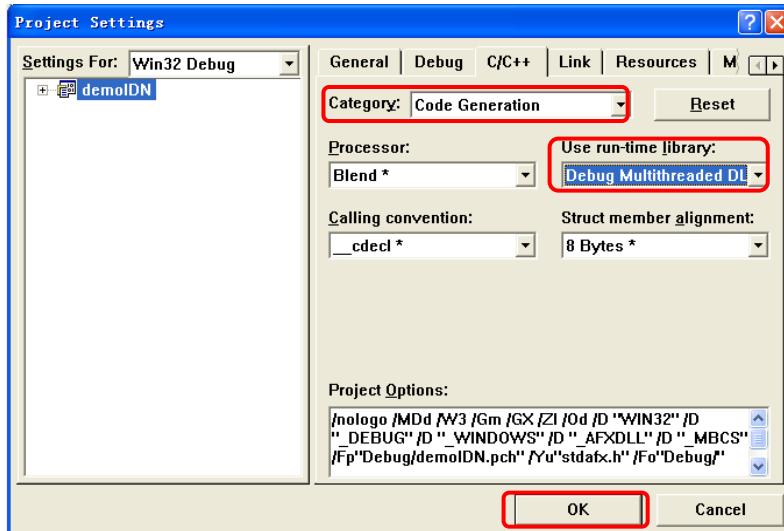 Project Settings
Settings For: Win32 Debug
demoIDN
General Debug C/C++ Link Resources M
Category: Code Generation
Reset
Processor:
Use run-time library:
Blend *
Debug Multithreaded DL
Calling convention:
Struct member alignment:
__cdecl *
8 Bytes *
Project Options:
/nologo /MDd /W3 /Gm /GX /ZI /Od /D "WIN32" /D
"_DEBUG" /D "_WINDOWS" /D "_AFXDLL" /D "_MBCS"
/Fp"Debug/demoIDN.pch" /Yu"stdafx.h" /Fo"Debug/"
OK
Cancel